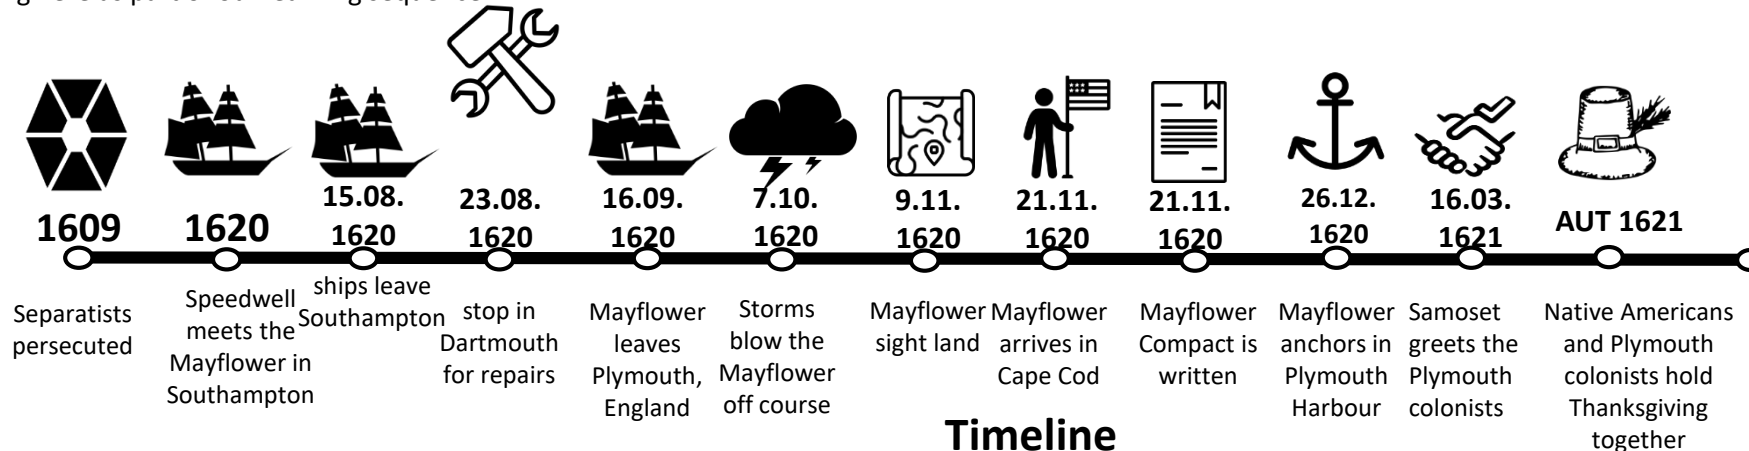 1609
Separatists
persecuted
1620
Speedwell
meets the
Mayflower in
Southampton
15.08.
1620
ships leave
Southampton
23.08.
1620
stop in
Dartmouth
for repairs
16.09.
1620
Mayflower
leaves
Plymouth,
England
7.10.
1620
Storms
blow the
Mayflower
off course
9.11.
1620
Mayflower
sight land
21.11.
1620
Mayflower
arrives in
Cape Cod
21.11.
1620
Mayflower
Compact is
written
26.12.
1620
Mayflower
anchors in
Plymouth
Harbour
16.03.
1621
Samoset
greets the
Plymouth
colonists
AUT 1621
Native Americans
and Plymouth
colonists hold
Thanksgiving
together
Timeline